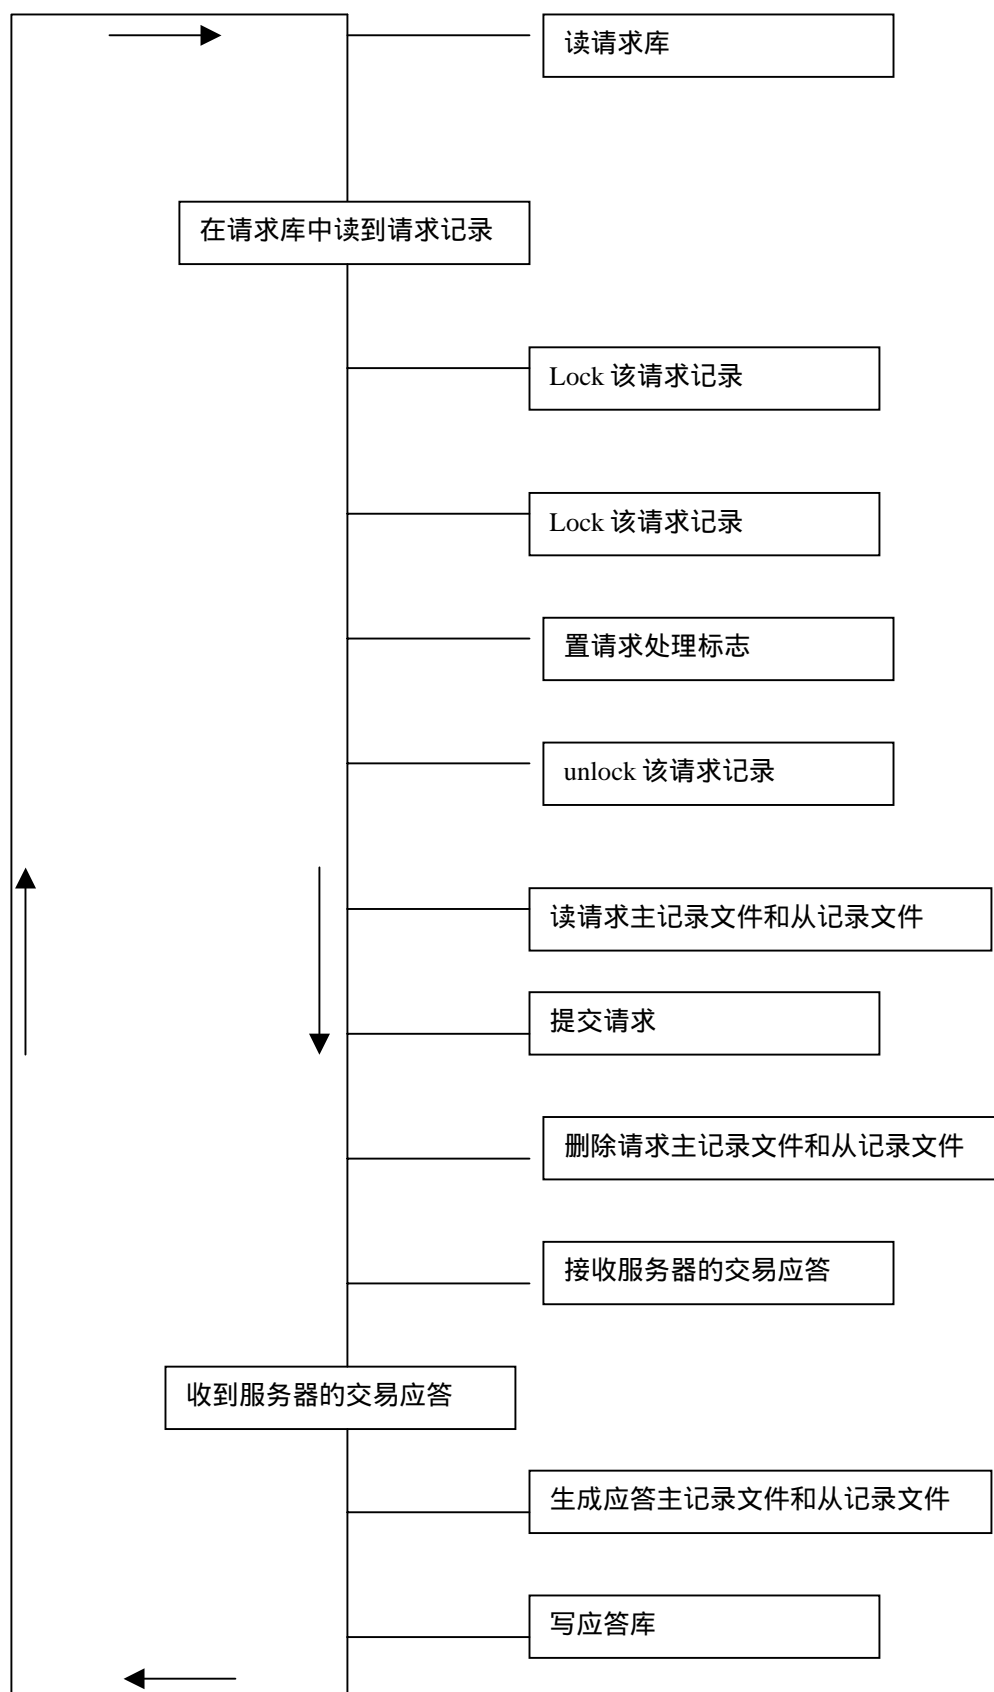 读请求库
在请求库中读到请求记录
Lock 该请求记录
Lock 该请求记录
置请求处理标志
unlock 该请求记录
读请求主记录文件和从记录文件
提交请求
删除请求主记录文件和从记录文件
接收服务器的交易应答
收到服务器的交易应答
生成应答主记录文件和从记录文件
写应答库